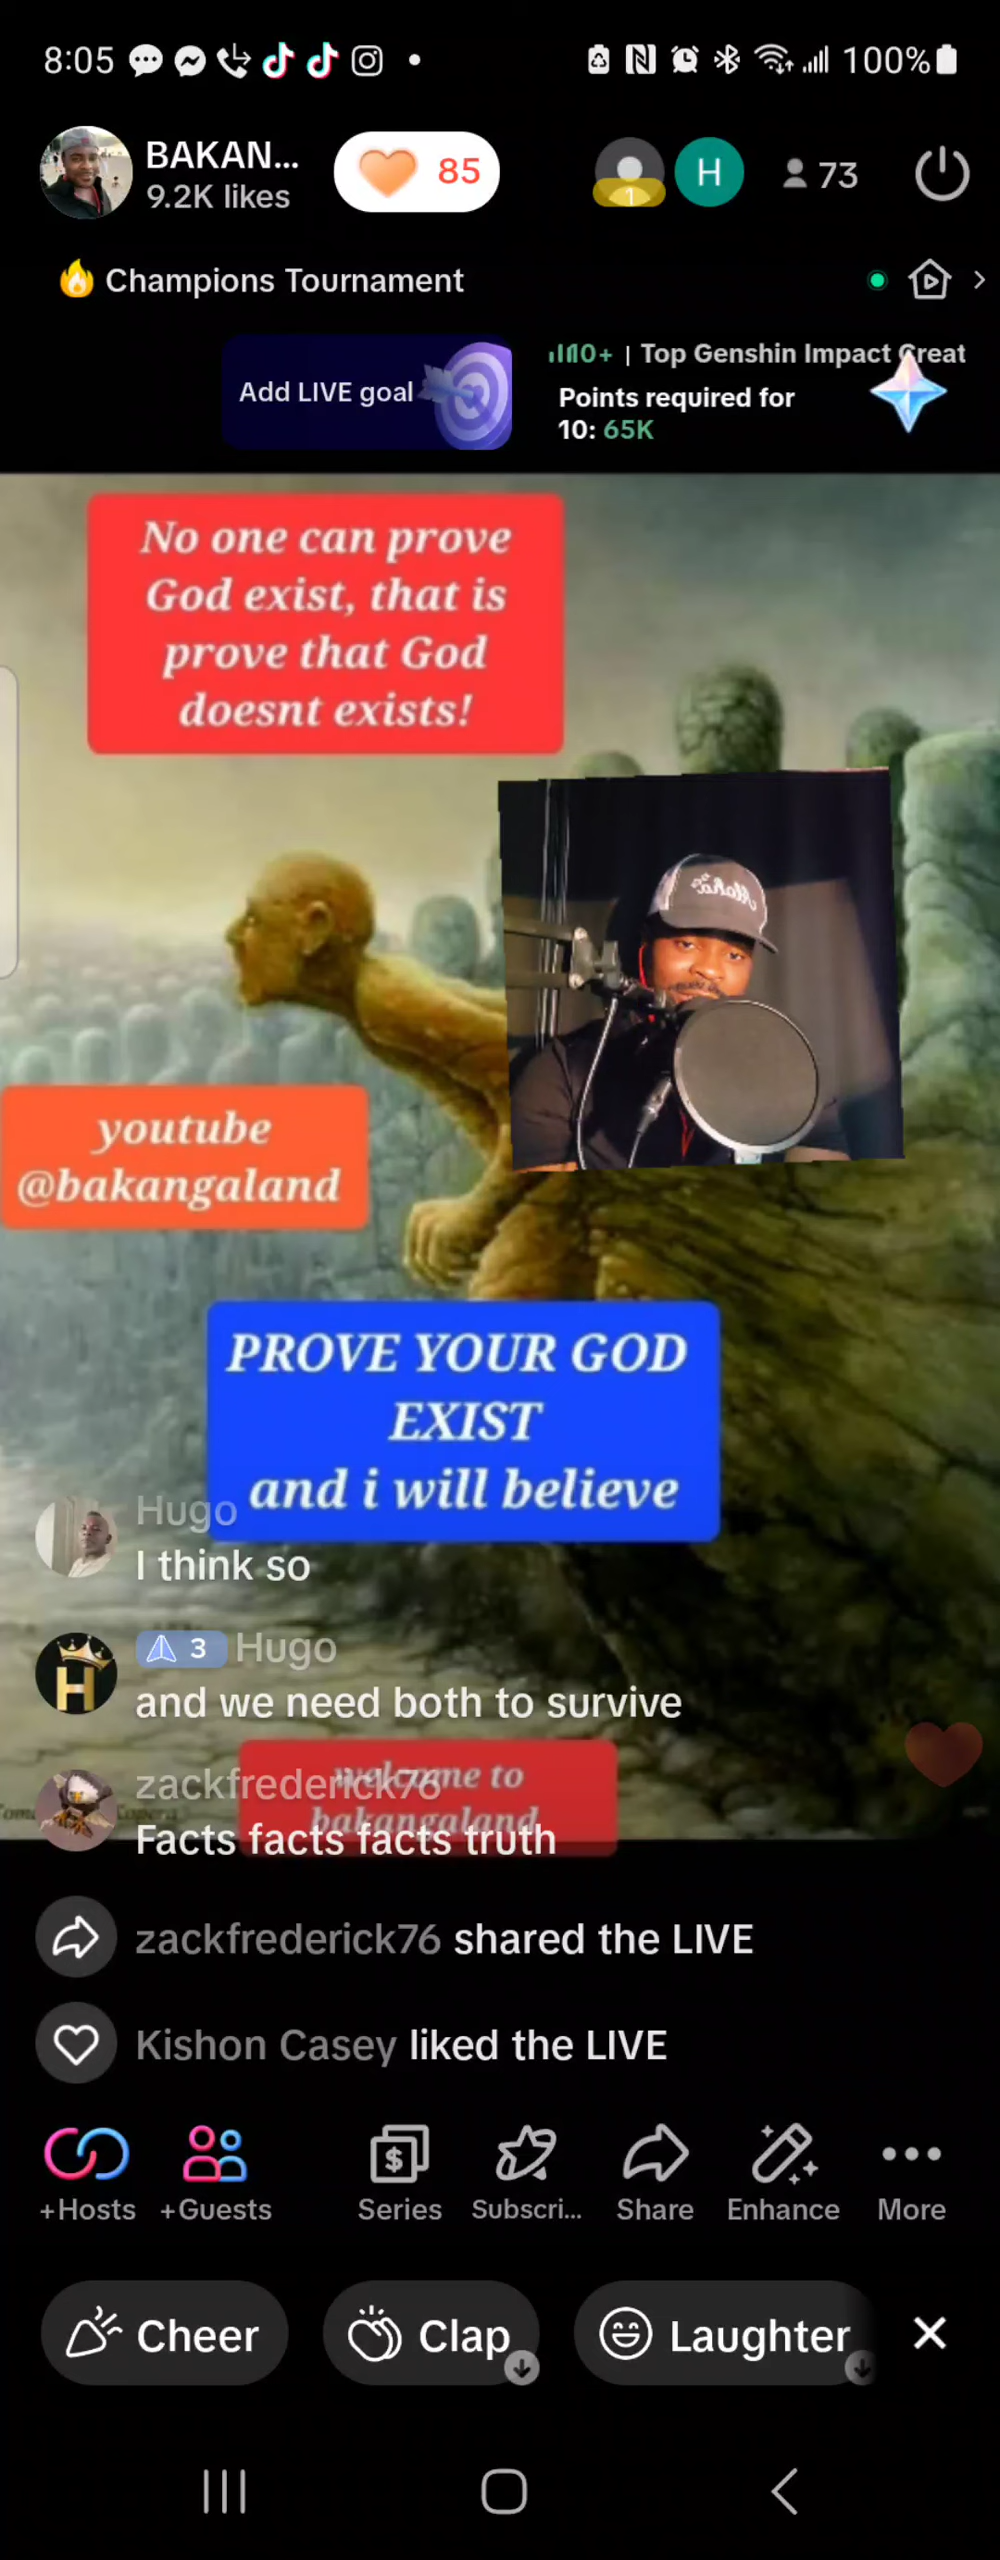 8:05
100%
BAKAN...
9.2K likes
85
1
H
73
Champions Tournament
Add LIVE goal
10+ | Top Genshin Impact Creat
Points required for
10: 65K
No one can prove
God exist, that is
prove that God
doesnt exists!
Aloha
youtube
@bakangaland
PROVE YOUR GOD
EXIST
and i will believe
Hugo
I think so
3 Hugo
and we need both to survive
welcome to
bakangaland
zackfrederick76
Facts facts facts truth
zackfrederick76 shared the LIVE
Kishon Casey liked the LIVE
+Hosts
+Guests
Series
Subscri...
Share
Enhance
More
Cheer
Clap
Laughter